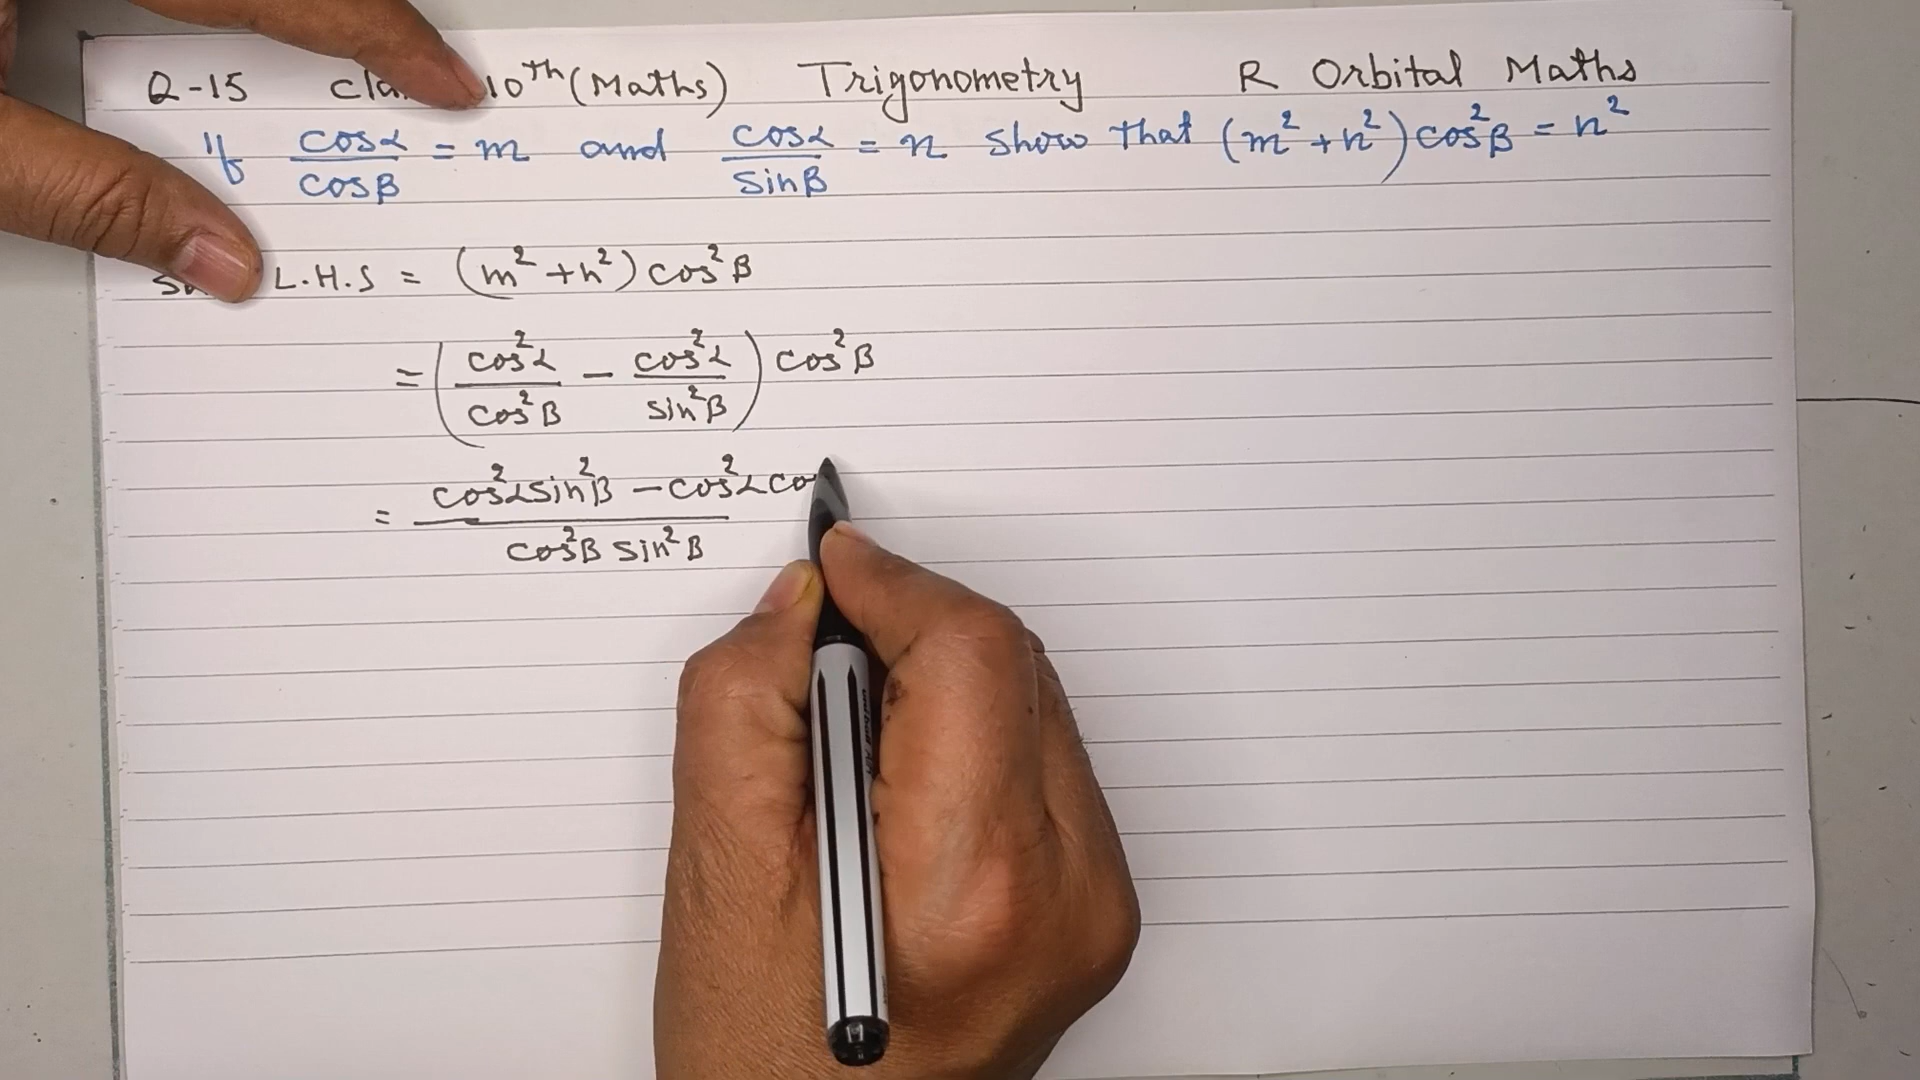 Q-15 10th (Maths) Trigonometry R Orbital Maths
If cosα/cosβ = m and cosα/sinβ = n show that (m² + n²) cos²β = n²
L.H.S = (m² + n²) cos²β
= (cos²α/cos²β − cos²α/sin²β) cos²β
= cos²α sin²β − cos²α co / cos²β sin²β